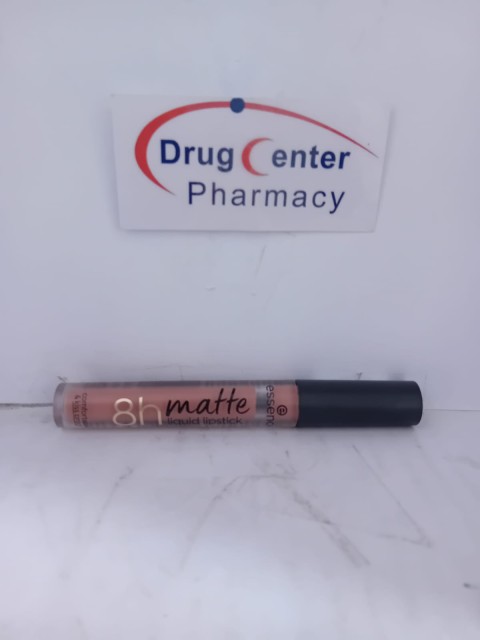 Drug Center
Pharmacy
8h matte
liquid lipstick
essence